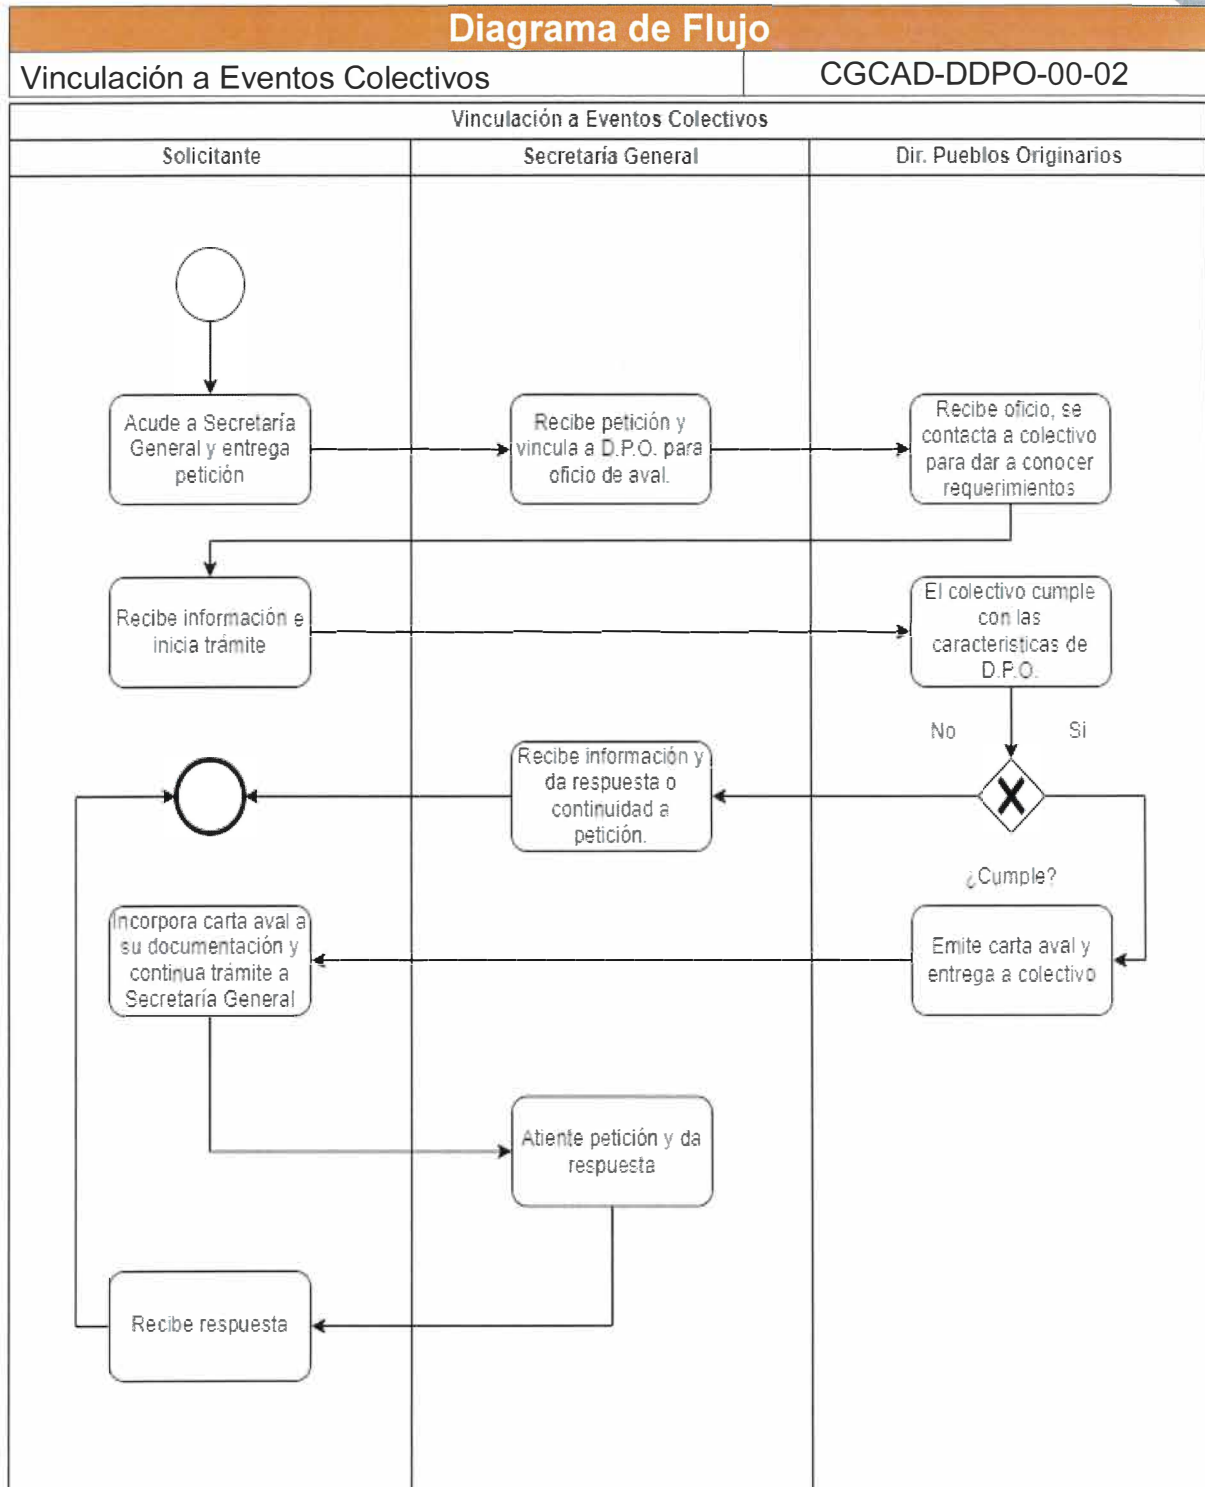 Diagrama de Flujo
Vinculación a Eventos Colectivos
CGCAD-DDPO-00-02
Vinculación a Eventos Colectivos
Solicitante
Secretaría General
Dir. Pueblos Originarios
Acude a Secretaría
General y entrega
petición
Recibe petición y
vincula a D.P.O. para
oficio de aval.
Recibe oficio, se
contacta a colectivo
para dar a conocer
requerimientos
Recibe información e
inicia trámite
El colectivo cumple
con las
caracteristicas de
D.P.O.
No
Si
Recibe información y
da respuesta o
continuidad a
petición.
¿Cumple?
Incorpora carta aval a
su documentación y
continua trámite a
Secretaría General
Emite carta aval y
entrega a colectivo
Atiente petición y da
respuesta
Recibe respuesta